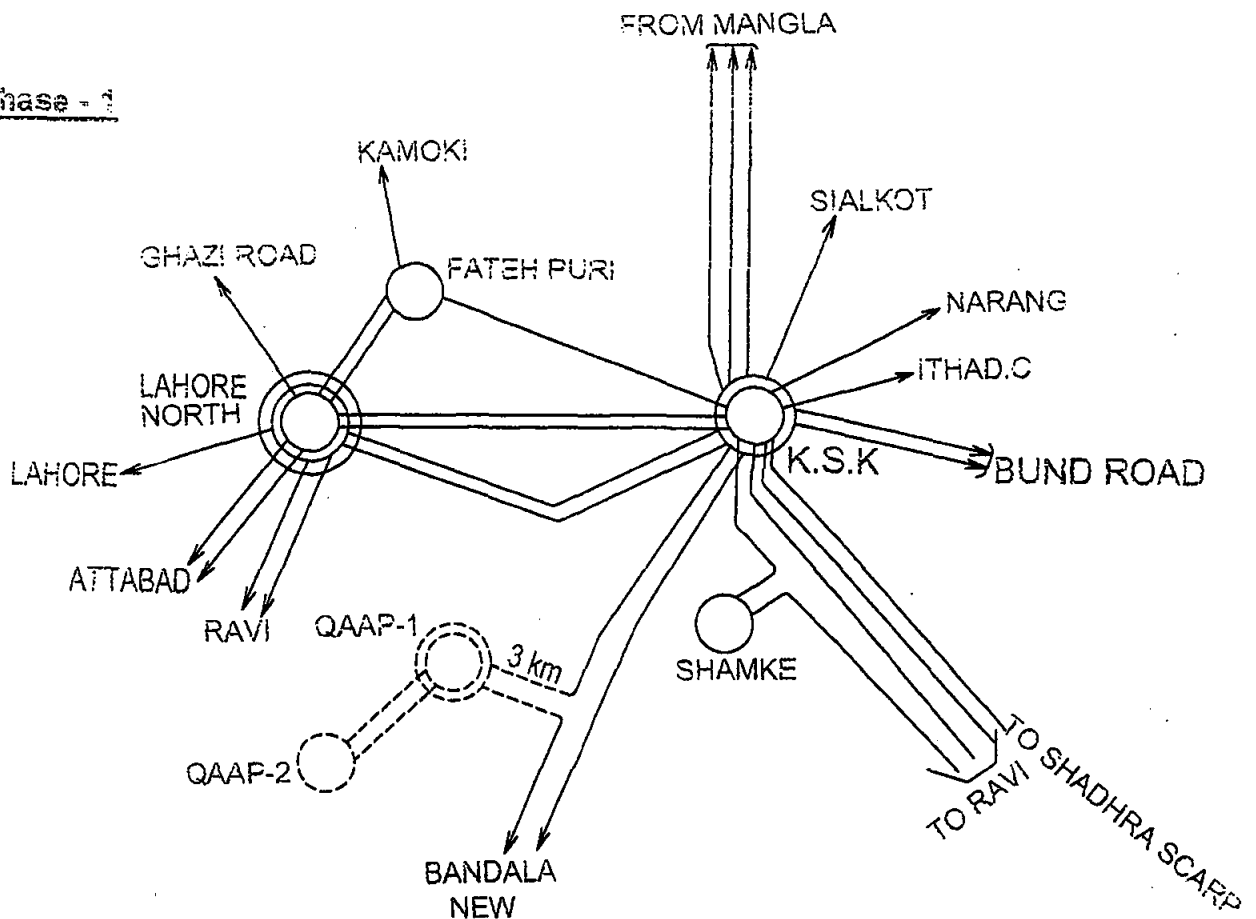 FROM MANGLA
hase - 1
KAMOKI
SIALKOT
GHAZI ROAD
FATEH PURI
NARANG
ITHAD.C
LAHORE
NORTH
K.S.K
BUND ROAD
LAHORE
ATTABAD
RAVI
QAAP-1
3 km
SHAMKE
QAAP-2
TO RAVI
TO SHADHRA SCARP
BANDALA
NEW